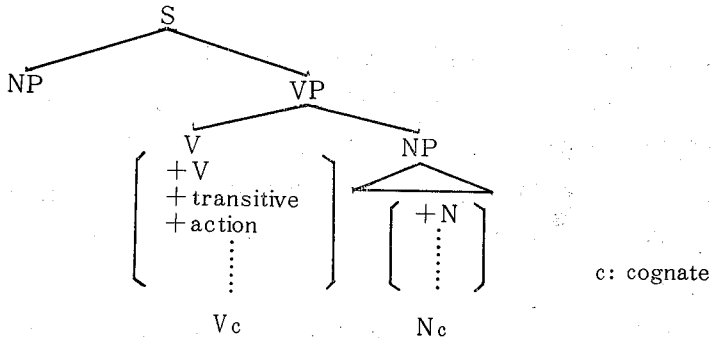 S
NP VP
V NP
+V
+transitive
+action
+N
c: cognate
Vc Nc